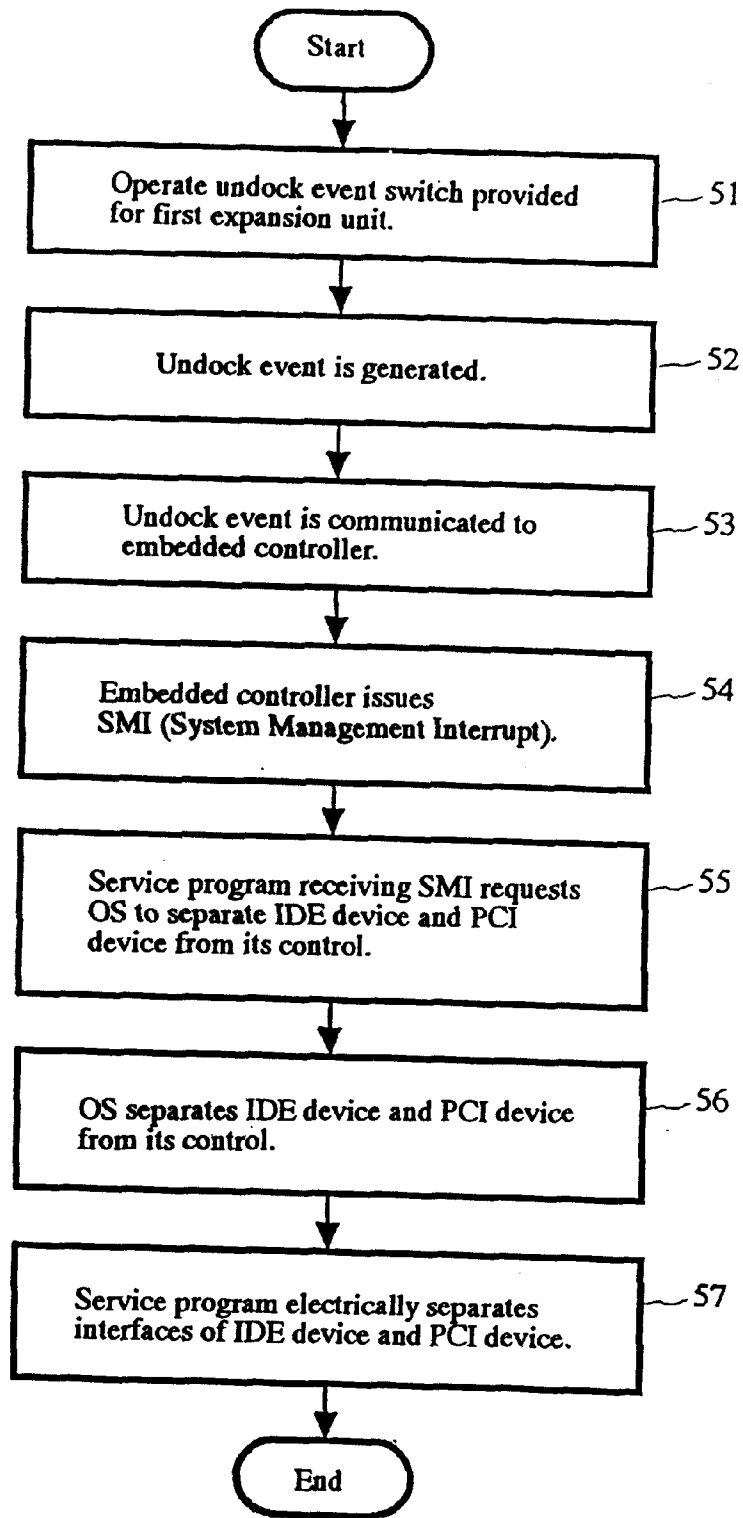 Start
Operate undock event switch provided
for first expansion unit.
51
Undock event is generated.
52
Undock event is communicated to
embedded controller.
53
Embedded controller issues
SMI (System Management Interrupt).
54
Service program receiving SMI requests
OS to separate IDE device and PCI
device from its control.
55
OS separates IDE device and PCI device
from its control.
56
Service program electrically separates
interfaces of IDE device and PCI device.
57
End